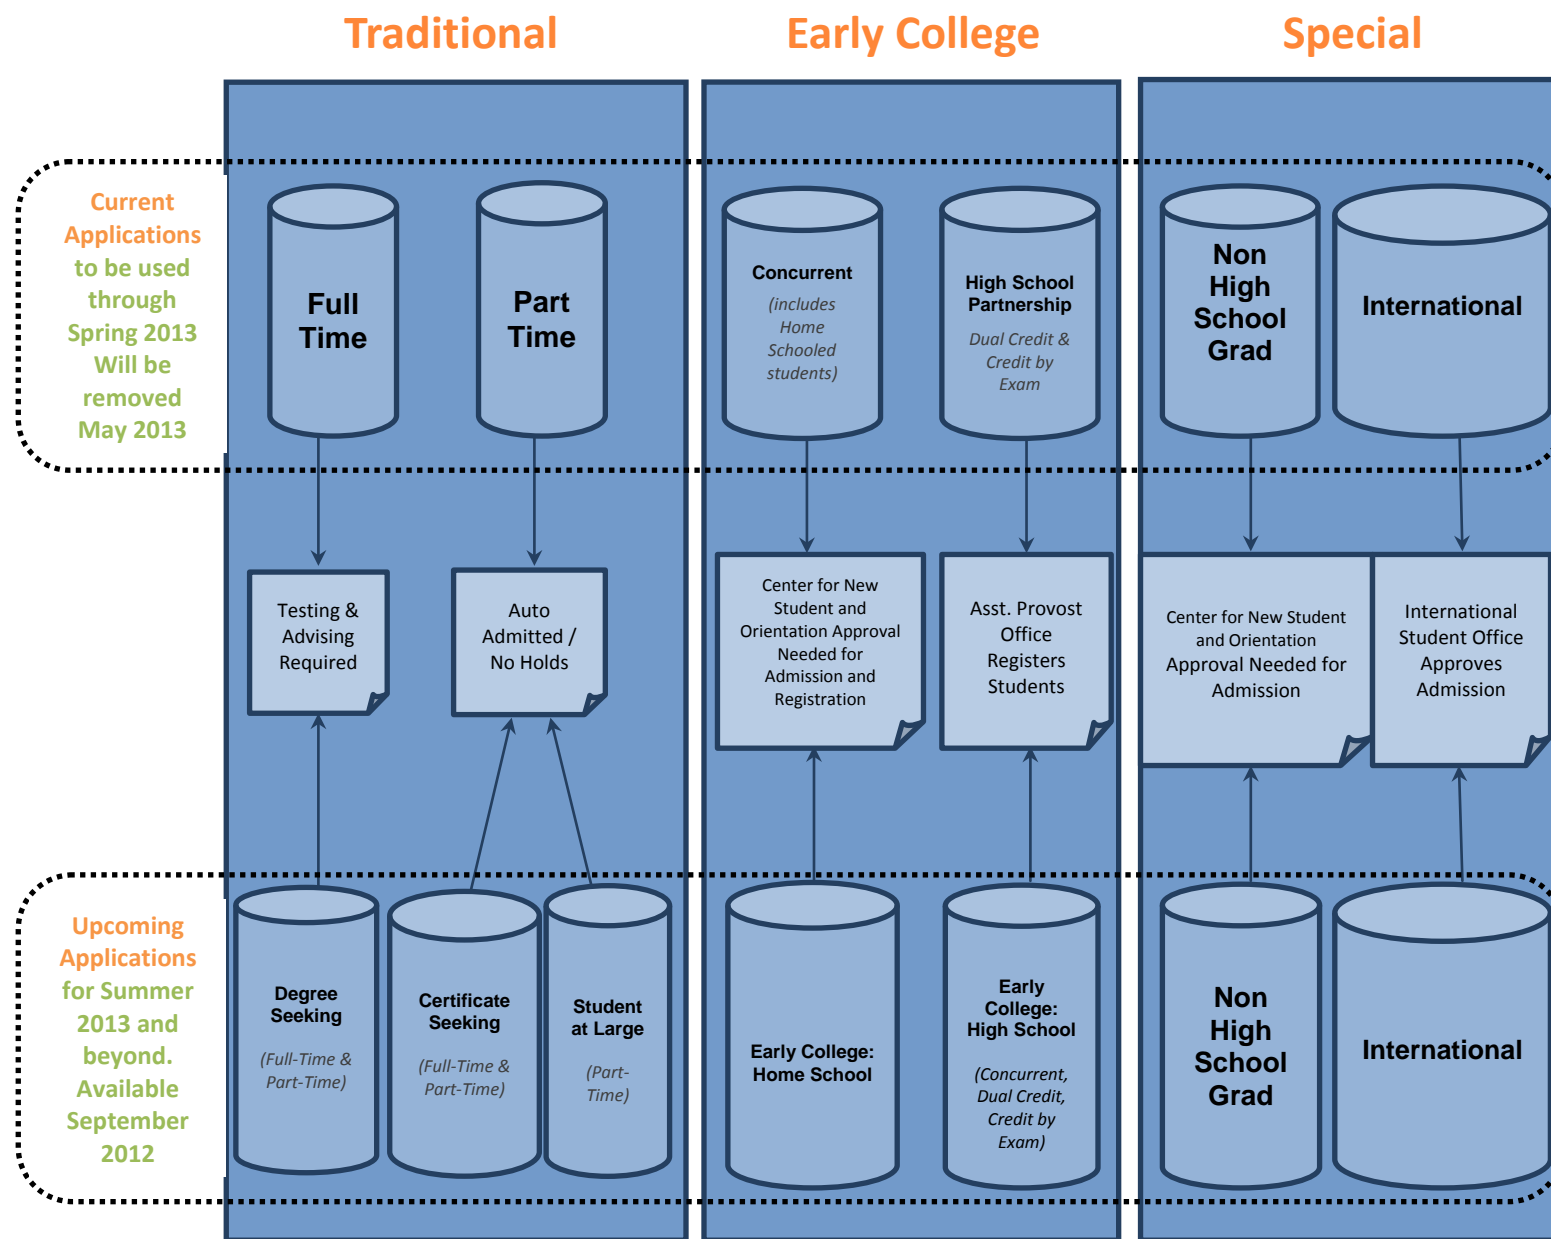 Traditional
Early College
Special
Current
Applications
to be used
through
Spring 2013
Will be
removed
May 2013
Full
Time
Part
Time
Concurrent
(includes
Home
Schooled
students)
High School
Partnership
Dual Credit &
Credit by
Exam
Non
High
School
Grad
International
Testing &
Advising
Required
Auto
Admitted /
No Holds
Center for New
Student and
Orientation Approval
Needed for
Admission and
Registration
Asst. Provost
Office
Registers
Students
Center for New Student
and Orientation
Approval Needed for
Admission
International
Student Office
Approves
Admission
Upcoming
Applications
for Summer
2013 and
beyond.
Available
September
2012
Degree
Seeking
(Full-Time &
Part-Time)
Certificate
Seeking
(Full-Time &
Part-Time)
Student
at Large
(Part-
Time)
Early College:
Home School
Early
College:
High School
(Concurrent,
Dual Credit,
Credit by
Exam)
Non
High
School
Grad
International